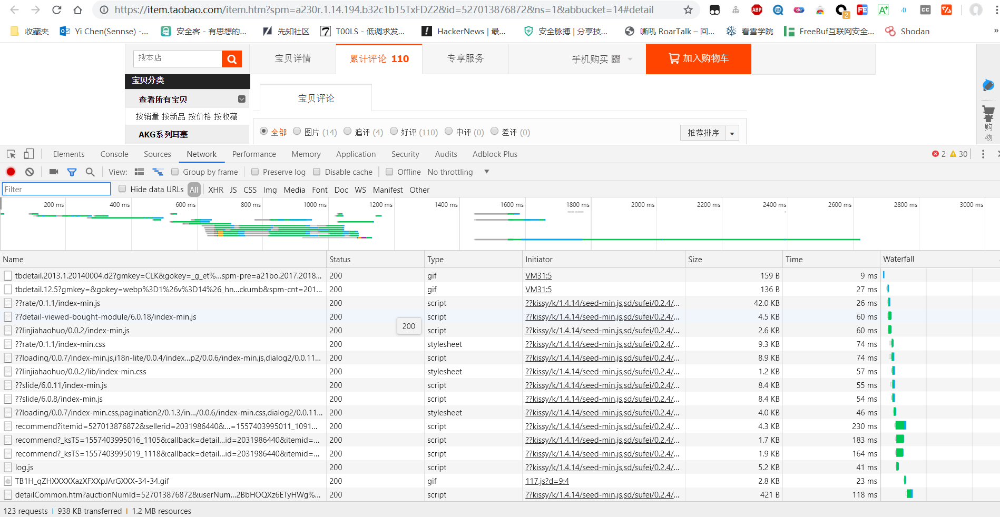 https://item.taobao.com/item.htm?spm=a230r.1.14.194.b32c1b15TxFDZ2&id=527013876872&ns=1&abbucket=14#detail
ABP du 2 FE A+ CC
收藏夹 Yi Chen(Sennse) -... 安全客 - 有思想的... 先知社区 T00LS - 低调求发... HackerNews | 最... 安全脉搏 | 分享技... 嘶吼 RoarTalk – 回... 看雪学院 FreeBuf互联网安全... Shodan »
搜本店 宝贝详情 累计评论 110 专享服务 手机购买 加入购物车
宝贝分类
查看所有宝贝 宝贝评论
按销量 按新品 按价格 按收藏
AKG系列耳塞 全部 图片 (14) 追评 (4) 好评 (110) 中评 (0) 差评 (0) 推荐排序
购
物
Elements Console Sources Network Performance Memory Application Security Audits Adblock Plus 2 30
View: Group by frame Preserve log Disable cache Offline No throttling
Filter Hide data URLs All XHR JS CSS Img Media Font Doc WS Manifest Other
200 ms 400 ms 600 ms 800 ms 1000 ms 1200 ms 1400 ms 1600 ms 1800 ms 2000 ms 2200 ms 2400 ms 2600 ms 2800 ms 3000 ms
Name Status Type Initiator Size Time Waterfall
tbdetail.2013.1.20140004.d2?gmkey=CLK&gokey=_g_et%...spm-pre=a21bo.2017.2018... 200 gif VM31:5 159 B 9 ms
tbdetail.12.5?gmkey=&gokey=webp%3D1%26v%3D14%26_hn...ckumb&spm-cnt=201... 200 gif VM31:5 136 B 27 ms
??rate/0.1.1/index-min.js 200 script ??kissy/k/1.4.14/seed-min.js,sd/sufei/0.2.4/... 42.0 KB 26 ms
??detail-viewed-bought-module/6.0.18/index-min.js 200 script ??kissy/k/1.4.14/seed-min.js,sd/sufei/0.2.4/... 4.5 KB 60 ms
200
??linjiahaohuo/0.0.2/index-min.js 200 script ??kissy/k/1.4.14/seed-min.js,sd/sufei/0.2.4/... 2.6 KB 60 ms
??rate/0.1.1/index-min.css 200 stylesheet ??kissy/k/1.4.14/seed-min.js,sd/sufei/0.2.4/... 9.3 KB 74 ms
??loading/0.0.7/index-min.js,i18n-lite/0.0.4/index...p2/0.0.6/index-min.js,dialog2/0.0.11... 200 script ??kissy/k/1.4.14/seed-min.js,sd/sufei/0.2.4/... 8.9 KB 74 ms
??linjiahaohuo/0.0.2/lib/index-min.css 200 stylesheet ??kissy/k/1.4.14/seed-min.js,sd/sufei/0.2.4/... 1.2 KB 57 ms
??slide/6.0.11/index-min.js 200 script ??kissy/k/1.4.14/seed-min.js,sd/sufei/0.2.4/... 8.4 KB 55 ms
??slide/6.0.8/index-min.js 200 script ??kissy/k/1.4.14/seed-min.js,sd/sufei/0.2.4/... 8.4 KB 54 ms
??loading/0.0.7/index-min.css,pagination2/0.1.3/in.../0.0.6/index-min.css,dialog2/0.0.11... 200 stylesheet ??kissy/k/1.4.14/seed-min.js,sd/sufei/0.2.4/... 4.0 KB 46 ms
recommend?itemid=527013876872&sellerid=2031986440&...=1557403995011_1091... 200 script ??kissy/k/1.4.14/seed-min.js,sd/sufei/0.2.4/... 4.3 KB 230 ms
recommend?_ksTS=1557403995016_1105&callback=detail...id=2031986440&itemid=... 200 script ??kissy/k/1.4.14/seed-min.js,sd/sufei/0.2.4/... 1.7 KB 183 ms
recommend?_ksTS=1557403995019_1118&callback=detail...id=2031986440&itemid=... 200 script ??kissy/k/1.4.14/seed-min.js,sd/sufei/0.2.4/... 1.9 KB 164 ms
log.js 200 script ??kissy/k/1.4.14/seed-min.js,sd/sufei/0.2.4/... 5.2 KB 41 ms
TB1H_qZHXXXXXazXFXXpJArGXXX-34-34.gif 200 gif 117.js?d=9:4 2.8 KB 23 ms
detailCommon.htm?auctionNumId=527013876872&userNum...2BbHOQXz6ETyHWg%... 200 script ??kissy/k/1.4.14/seed-min.js,sd/sufei/0.2.4/... 421 B 118 ms
123 requests | 938 KB transferred | 1.2 MB resources